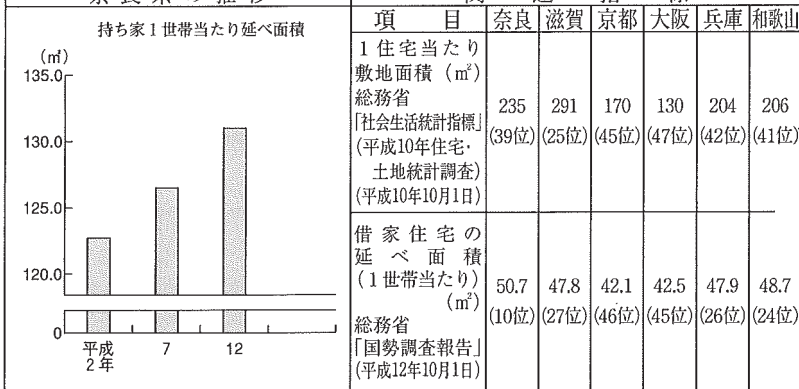 持ち家1世帯当たり延べ面積
(㎡)
135.0
130.0
125.0
120.0
0
平成
2年
7
12
項 目 奈良 滋賀 京都 大阪 兵庫 和歌山
1住宅当たり
敷地面積(㎡)
総務省
「社会生活統計指標」
(平成10年住宅・
土地統計調査)
(平成10年10月1日)
235 291 170 130 204 206
(39位) (25位) (45位) (47位) (42位) (41位)
借家住宅の
延べ面積
(1世帯当たり)
(㎡)
総務省
「国勢調査報告」
(平成12年10月1日)
50.7 47.8 42.1 42.5 47.9 48.7
(10位) (27位) (46位) (45位) (26位) (24位)